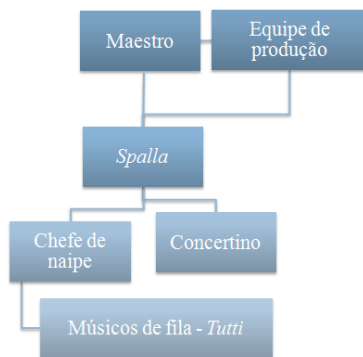 Maestro
Equipe de
produção
Spalla
Chefe de
naipe
Concertino
Músicos de fila - Tutti